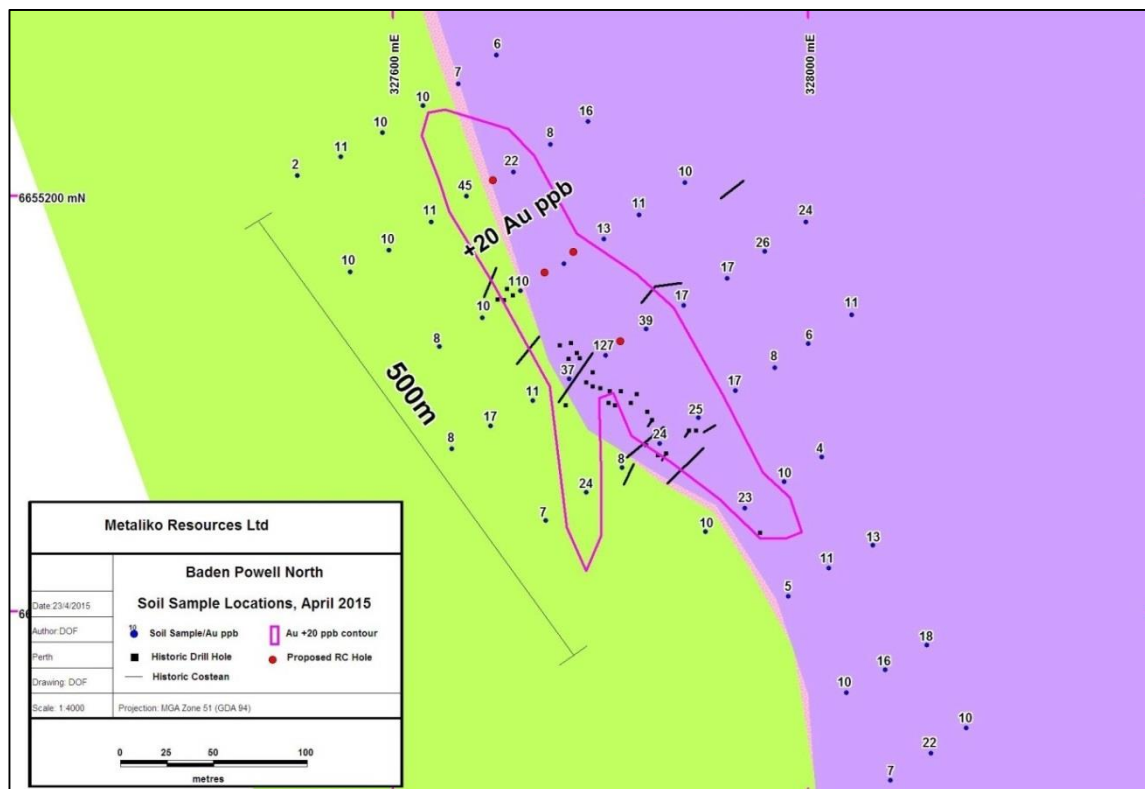 327600 mE
328000 mE
6
7
10
16
10
8
11
22
2
10
45
6655200 mN
+20 Au ppb
11
11
13
24
10
26
10
17
110
17
11
10
39
6
8
127
8
37
17
11
25
17
24
8
8
4
24
10
23
7
10
13
11
5
500m
18
16
10
10
22
7
66
Metaliko Resources Ltd
Baden Powell North
Soil Sample Locations, April 2015
Date:23/4/2015
Author:DOF
Perth
Drawing: DOF
Scale: 1:4000
10
Soil Sample/Au ppb
Au +20 ppb contour
Historic Drill Hole
Proposed RC Hole
Historic Costean
Projection: MGA Zone 51 (GDA 94)
0 25 50 100
metres